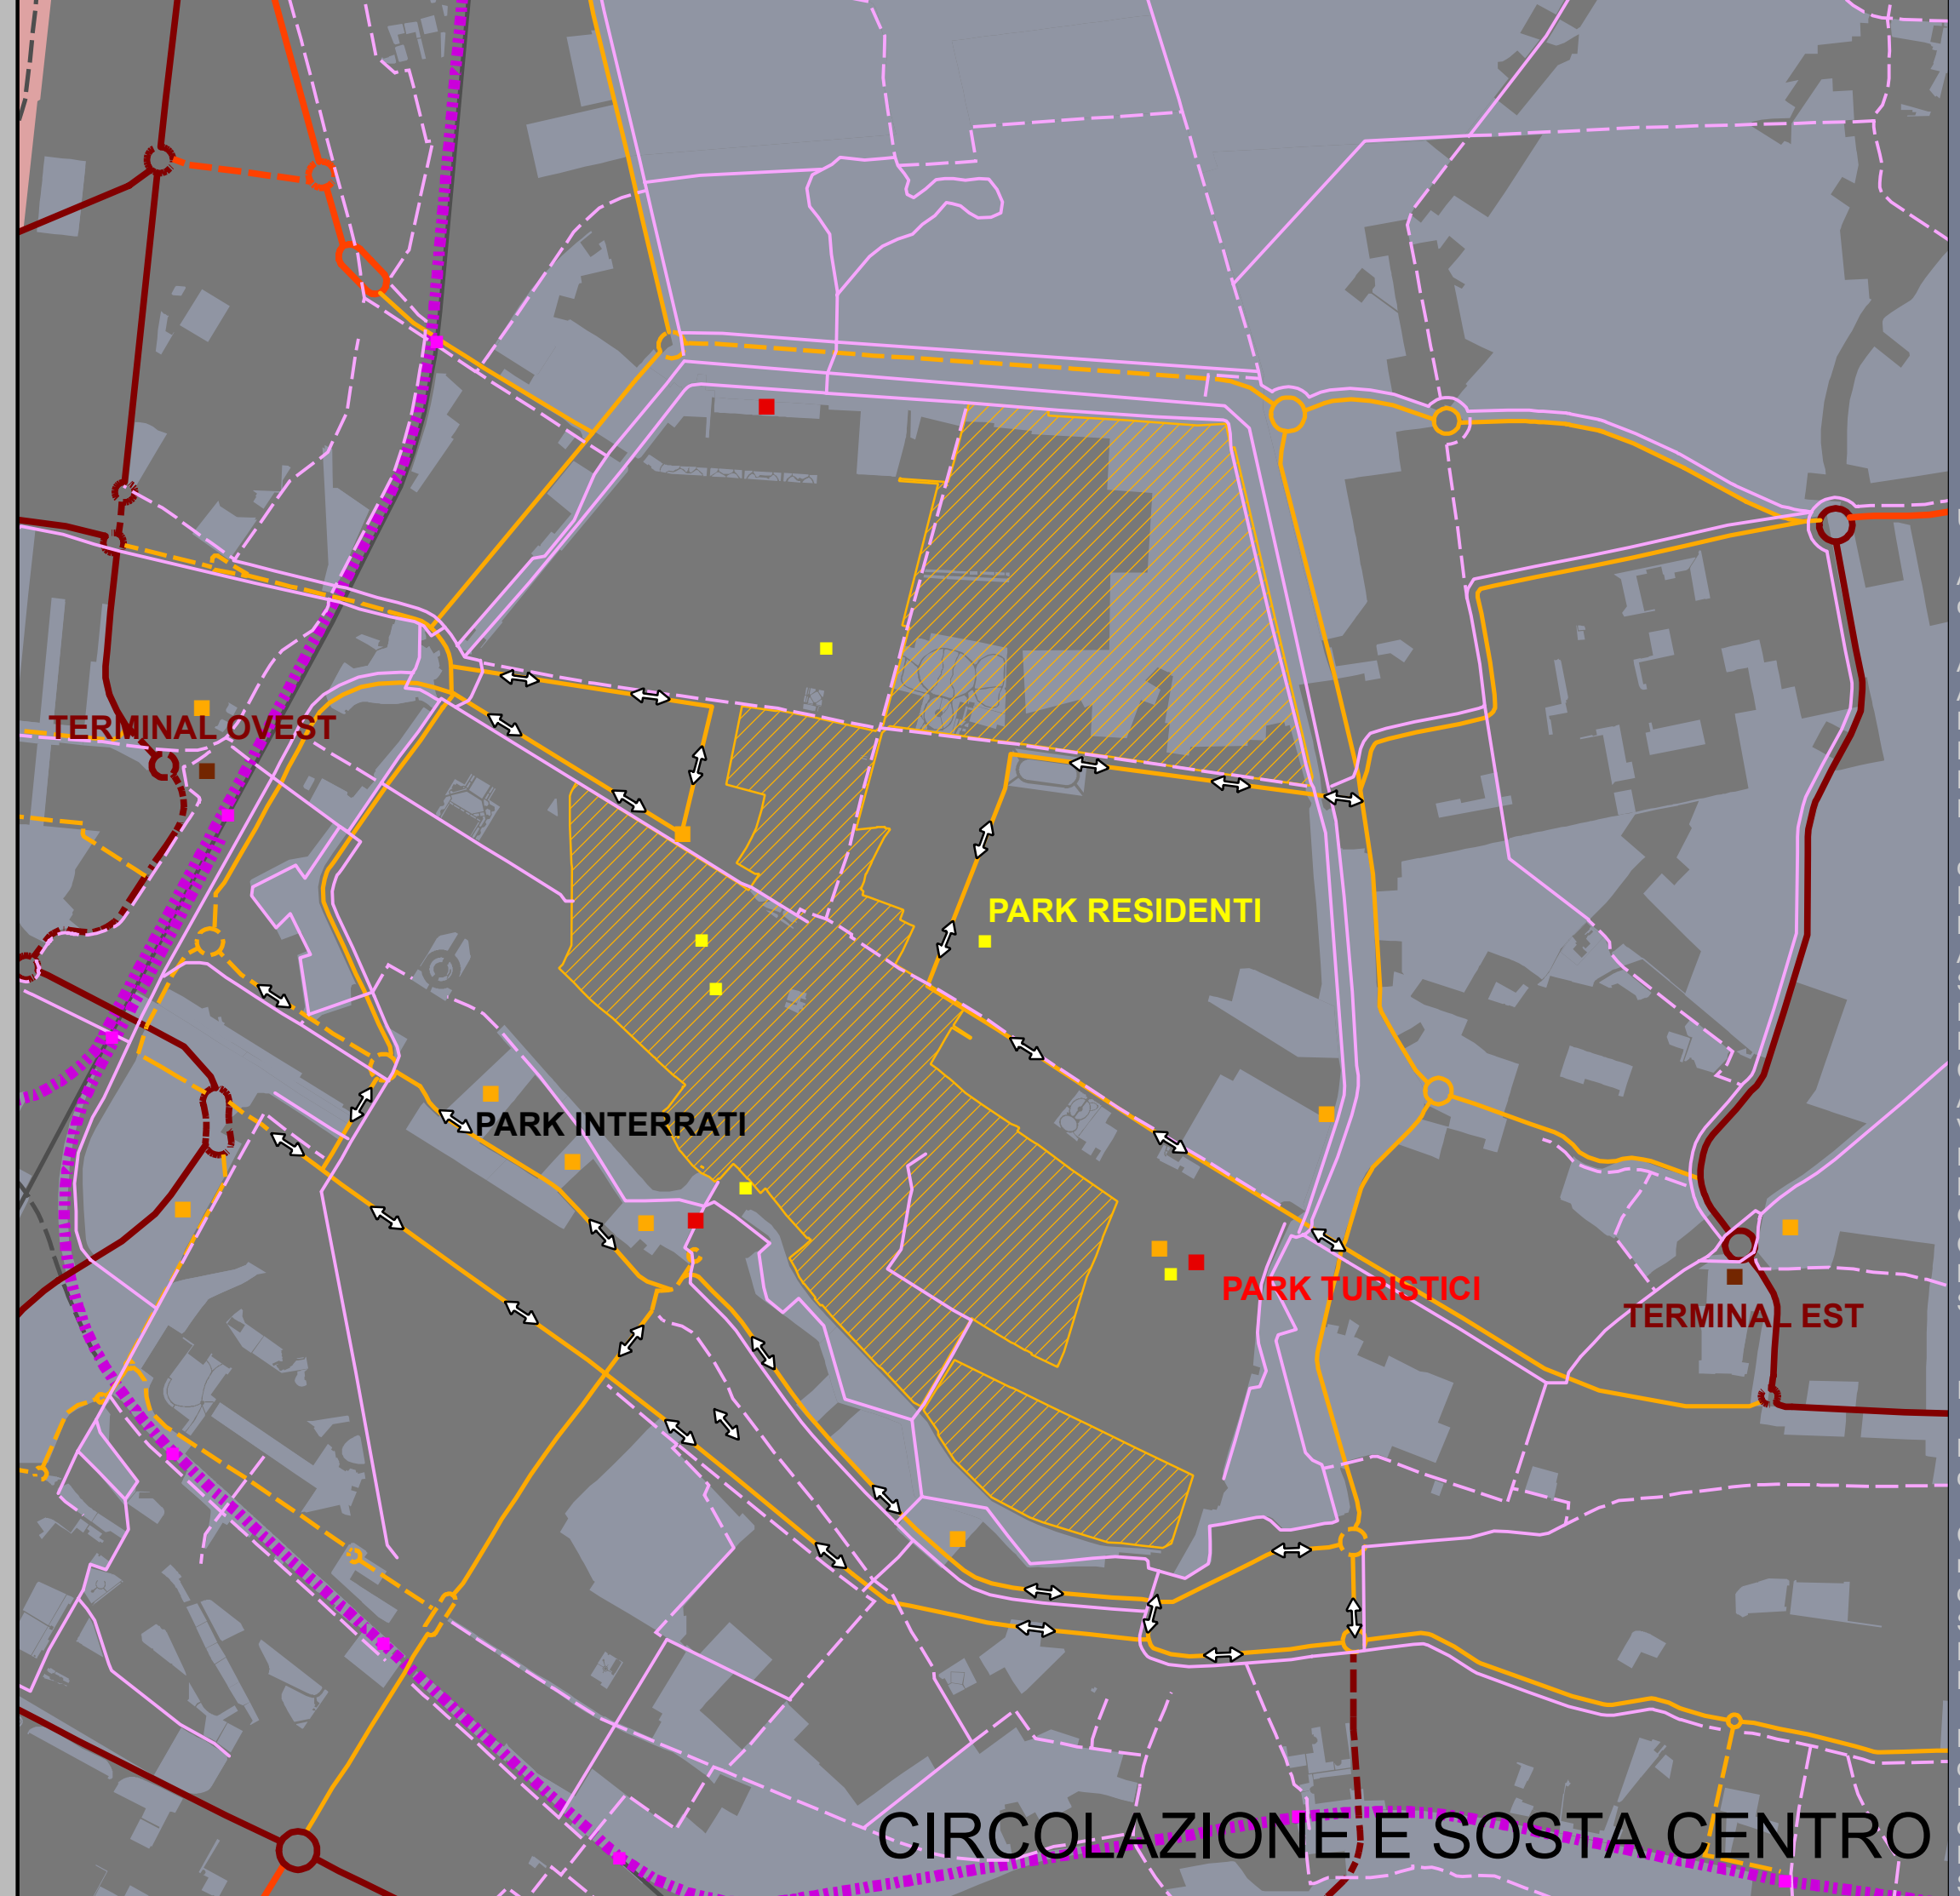 TERMINAL OVEST
PARK RESIDENTI
PARK INTERRATI
PARK TURISTICI
TERMINAL EST
CIRCOLAZIONE E SOSTA CENTRO